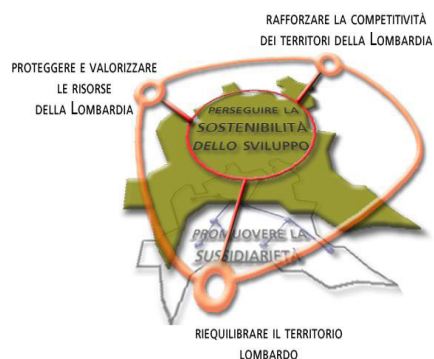 RAFFORZARE LA COMPETITIVITÀ
DEI TERRITORI DELLA LOMBARDIA
PROTEGGERE E VALORIZZARE
LE RISORSE
DELLA LOMBARDIA
PERSEGUIRE LA
SOSTENIBILITÀ
DELLO SVILUPPO
PROMUOVERE LA
SUSSIDIARIETÀ
RIEQUILIBRARE IL TERRITORIO
LOMBARDO